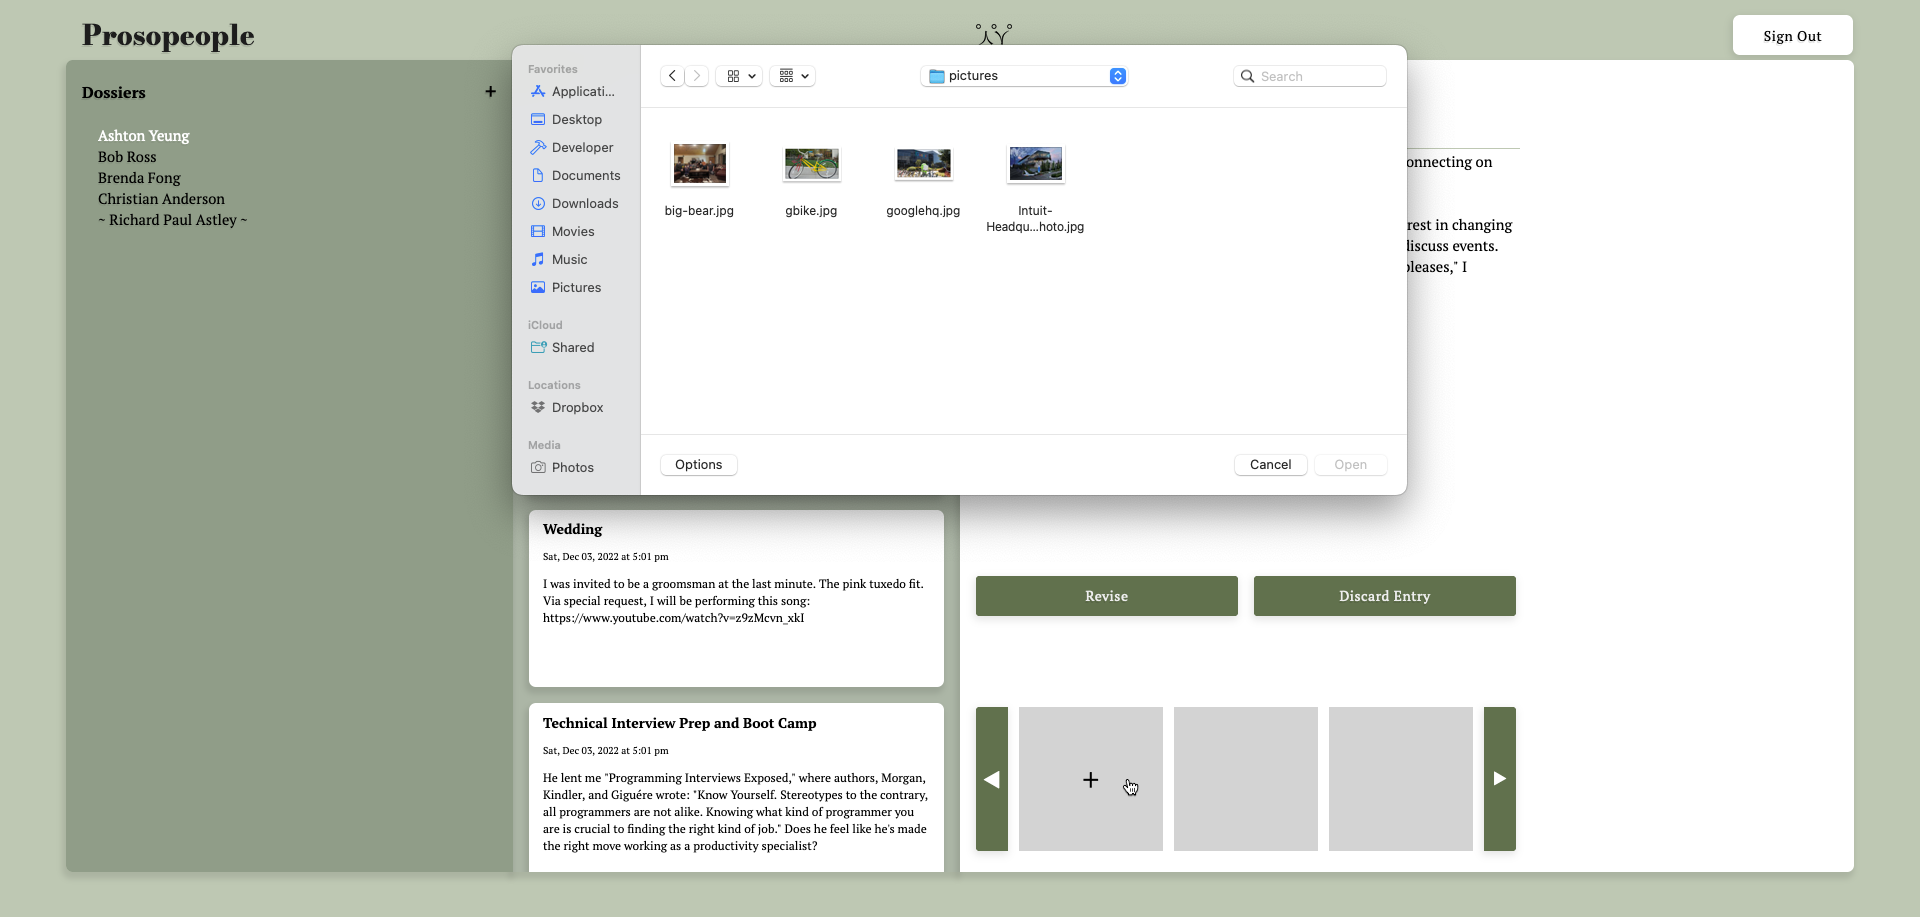 Prosopeople
Sign Out
Dossiers
+
Ashton Yeung
Bob Ross
Brenda Fong
Christian Anderson
~ Richard Paul Astley ~
Favorites
Applicati...
Desktop
Developer
Documents
Downloads
Movies
Music
Pictures
iCloud
Shared
Locations
Dropbox
Media
Photos
pictures
Search
big-bear.jpg
gbike.jpg
googlehq.jpg
Intuit-
Headqu...hoto.jpg
Options
Cancel
Open
onnecting on
rest in changing
discuss events.
pleases," I
Wedding
Sat, Dec 03, 2022 at 5:01 pm
I was invited to be a groomsman at the last minute. The pink tuxedo fit.
Via special request, I will be performing this song:
https://www.youtube.com/watch?v=z9zMcvn_xkI
Technical Interview Prep and Boot Camp
Sat, Dec 03, 2022 at 5:01 pm
He lent me "Programming Interviews Exposed," where authors, Morgan,
Kindler, and Giguére wrote: "Know Yourself. Stereotypes to the contrary,
all programmers are not alike. Knowing what kind of programmer you
are is crucial to finding the right kind of job." Does he feel like he's made
the right move working as a productivity specialist?
Revise
Discard Entry
+